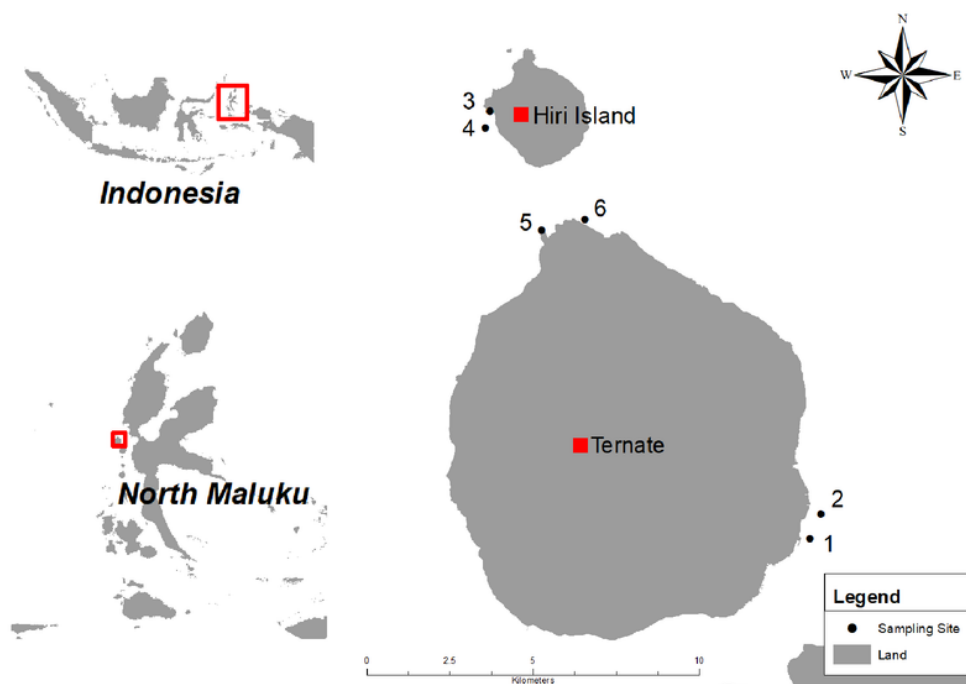 N
W E
S
3
Hiri Island
4
Indonesia
5
6
Ternate
North Maluku
2
1
Legend
Sampling Site
Land
0 2.5 5 10
Kilometers